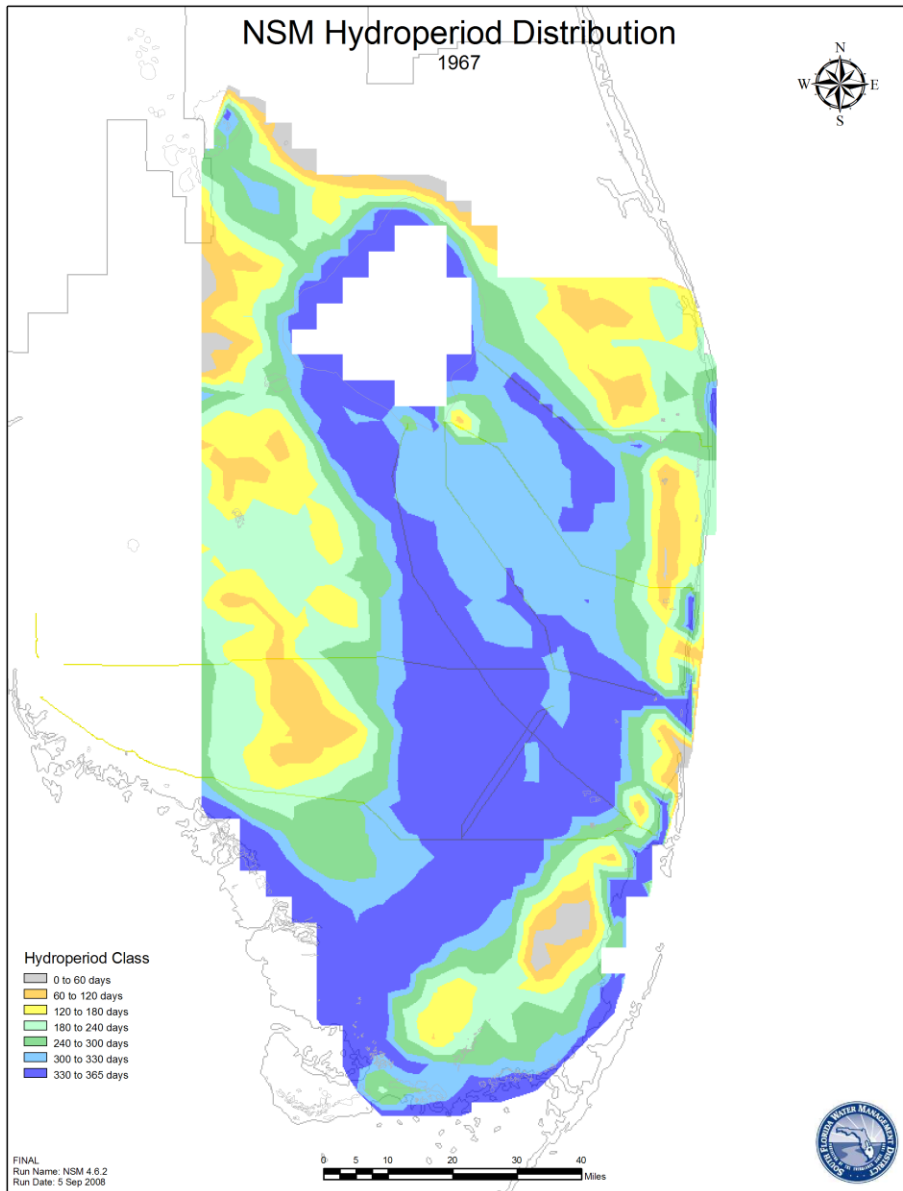 NSM Hydroperiod Distribution
1967
N
W
E
S
Hydroperiod Class
0 to 60 days
60 to 120 days
120 to 180 days
180 to 240 days
240 to 300 days
300 to 330 days
330 to 365 days
FINAL
Run Name: NSM 4.6.2
Run Date: 5 Sep 2008
0 5 10 20 30 40
Miles
SOUTH FLORIDA WATER MANAGEMENT DISTRICT